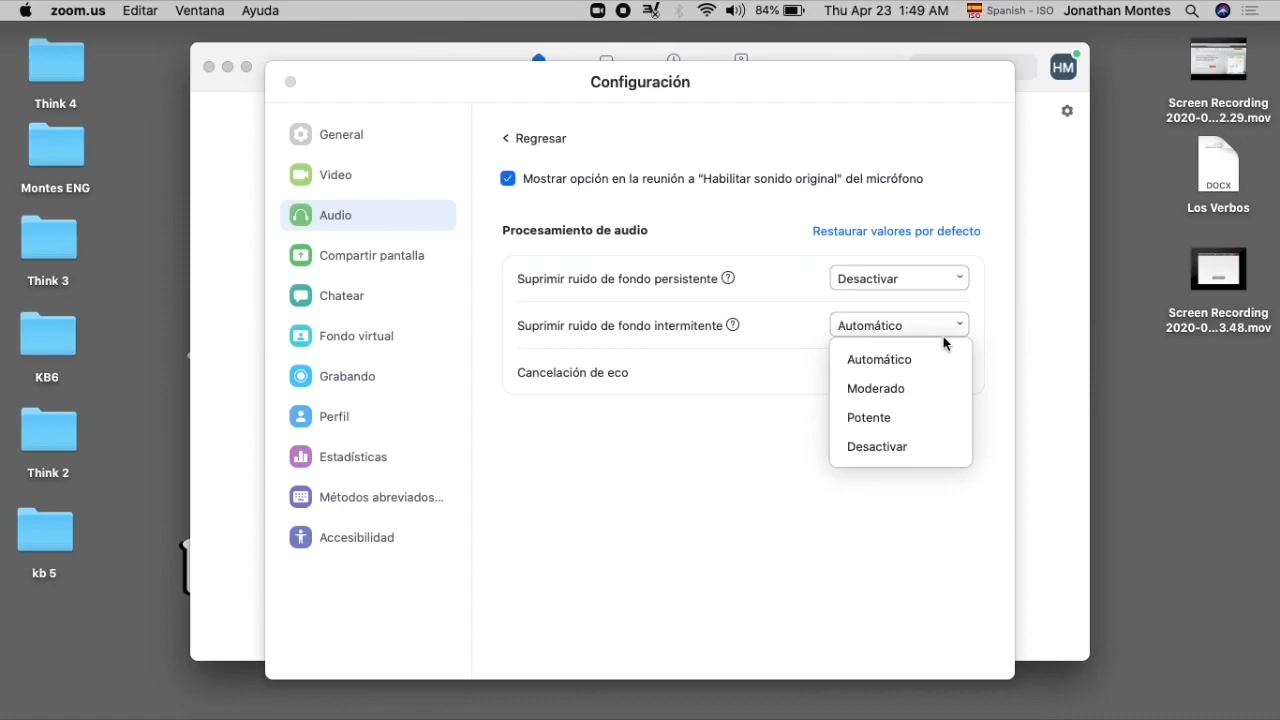 zoom.us Editar Ventana Ayuda 84% Thu Apr 23 1:49 AM ISO Spanish - ISO Jonathan Montes
Think 4
Montes ENG
Think 3
KB6
Think 2
kb 5
HM
Configuración
General
Video
Audio
Compartir pantalla
Chatear
Fondo virtual
Grabando
Perfil
Estadísticas
Métodos abreviados...
Accesibilidad
< Regresar
Mostrar opción en la reunión a "Habilitar sonido original" del micrófono
Procesamiento de audio Restaurar valores por defecto
Suprimir ruido de fondo persistente ? Desactivar
Suprimir ruido de fondo intermitente ? Automático
Cancelación de eco
Automático
Moderado
Potente
Desactivar
Screen Recording
2020-0...2.29.mov
DOCX
Los Verbos
Screen Recording
2020-0...3.48.mov